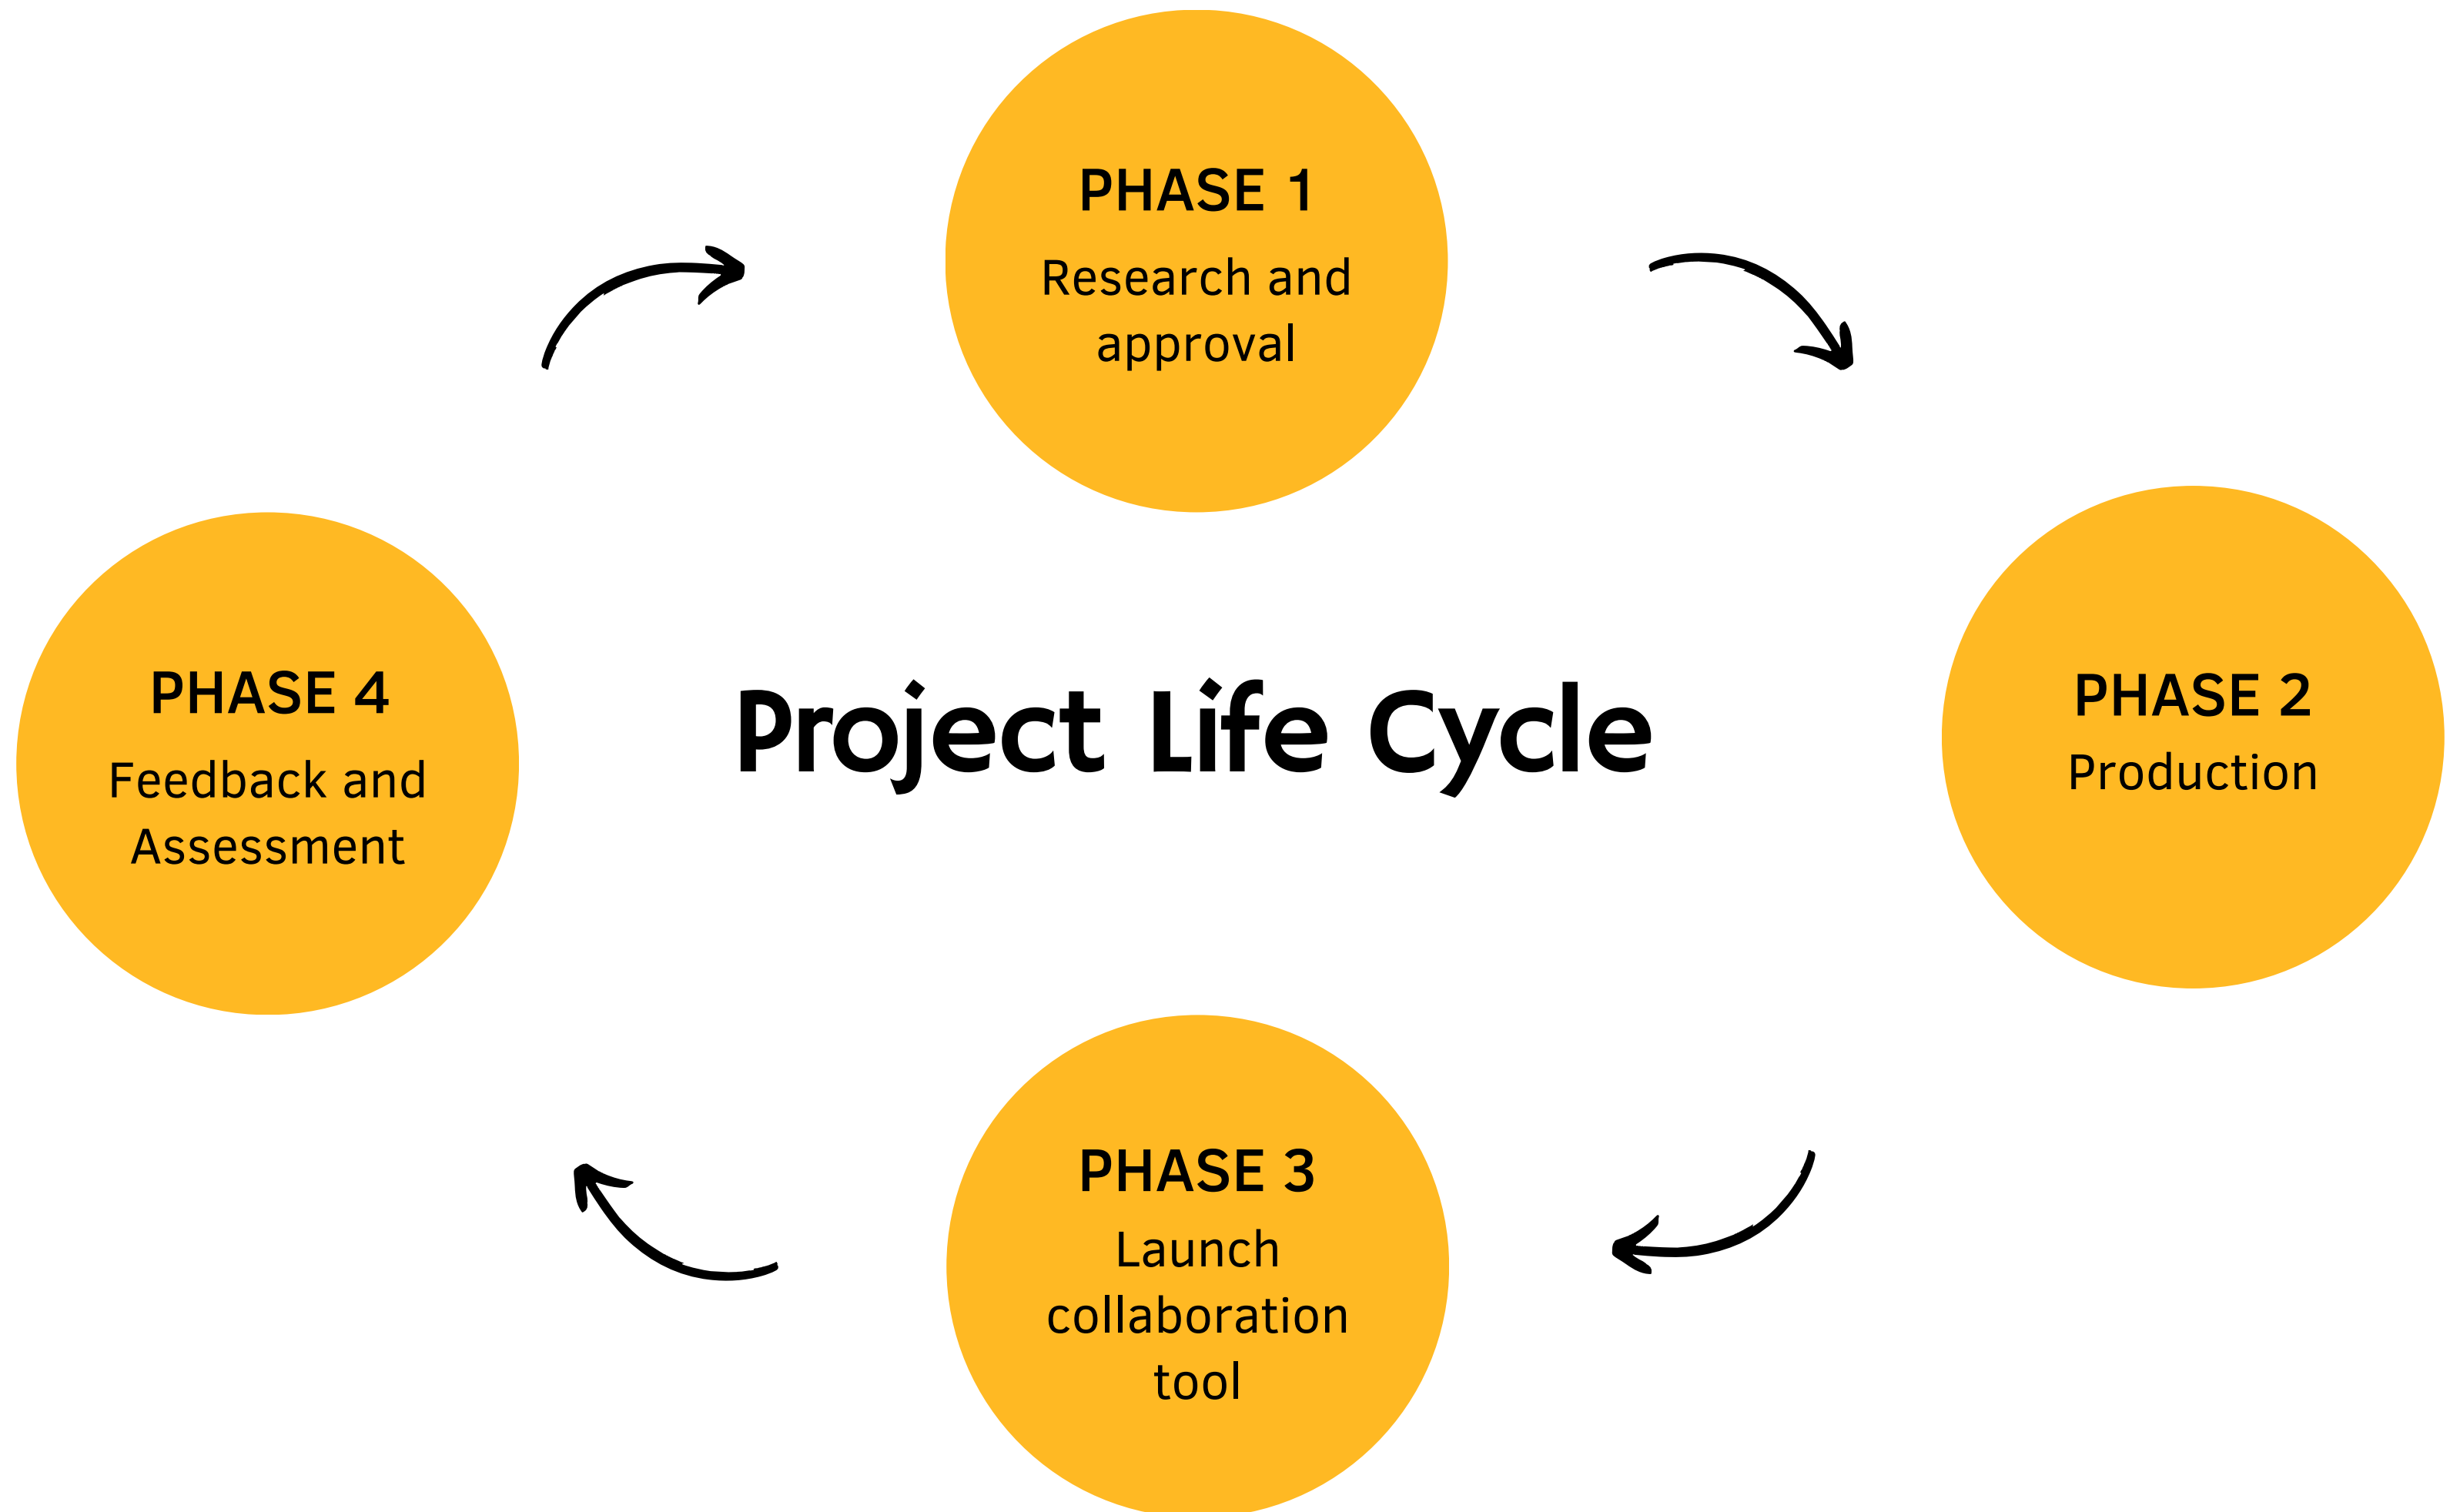 PHASE 1
Research and
approval
PHASE 4
Feedback and
Assessment
Project Life Cycle
PHASE 2
Production
PHASE 3
Launch
collaboration
tool